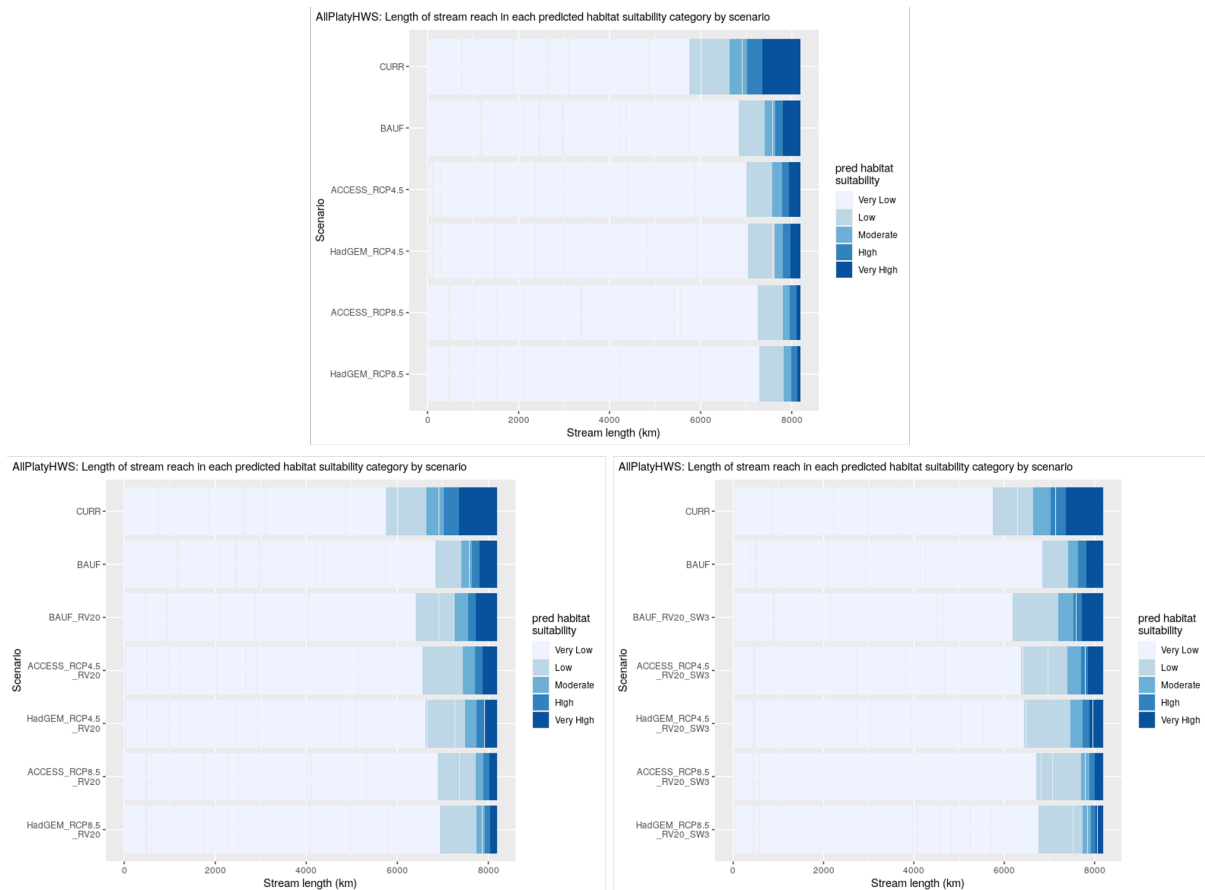 AllPlatyHWS: Length of stream reach in each predicted habitat suitability category by scenario
CURR
BAUF
ACCESS_RCP4.5
HadGEM_RCP4.5
ACCESS_RCP8.5
HadGEM_RCP8.5
Scenario
0 2000 4000 6000 8000
Stream length (km)
pred habitat
suitability
Very Low
Low
Moderate
High
Very High
AllPlatyHWS: Length of stream reach in each predicted habitat suitability category by scenario
CURR
BAUF
BAUF_RV20
ACCESS_RCP4.5
_RV20
HadGEM_RCP4.5
_RV20
ACCESS_RCP8.5
_RV20
HadGEM_RCP8.5
_RV20
Scenario
0 2000 4000 6000 8000
Stream length (km)
pred habitat
suitability
Very Low
Low
Moderate
High
Very High
AllPlatyHWS: Length of stream reach in each predicted habitat suitability category by scenario
CURR
BAUF
BAUF_RV20_SW3
ACCESS_RCP4.5
_RV20_SW3
HadGEM_RCP4.5
_RV20_SW3
ACCESS_RCP8.5
_RV20_SW3
HadGEM_RCP8.5
_RV20_SW3
Scenario
0 2000 4000 6000 8000
Stream length (km)
pred habitat
suitability
Very Low
Low
Moderate
High
Very High